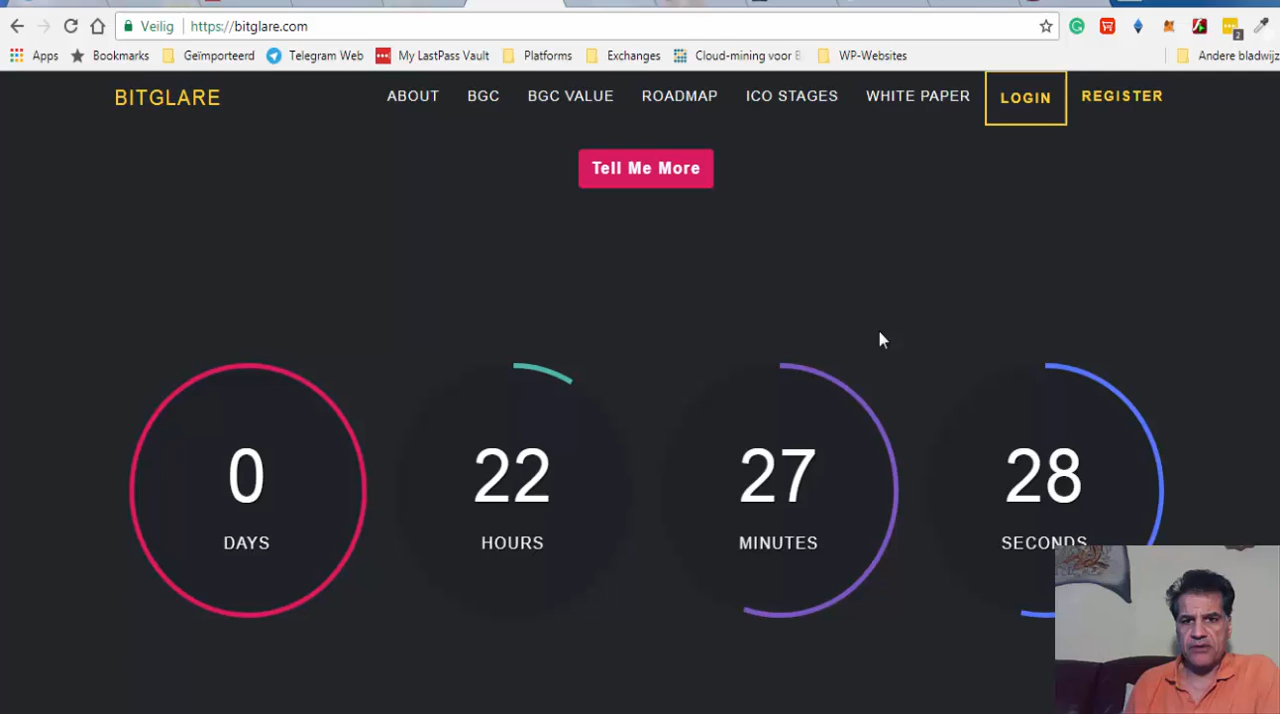 Veilig https://bitglare.com
Apps Bookmarks Geïmporteerd Telegram Web My LastPass Vault Platforms Exchanges Cloud-mining voor WP-Websites Andere bladwijz
2
BITGLARE ABOUT BGC BGC VALUE ROADMAP ICO STAGES WHITE PAPER LOGIN REGISTER
Tell Me More
0 22 27 28
DAYS HOURS MINUTES SECONDS